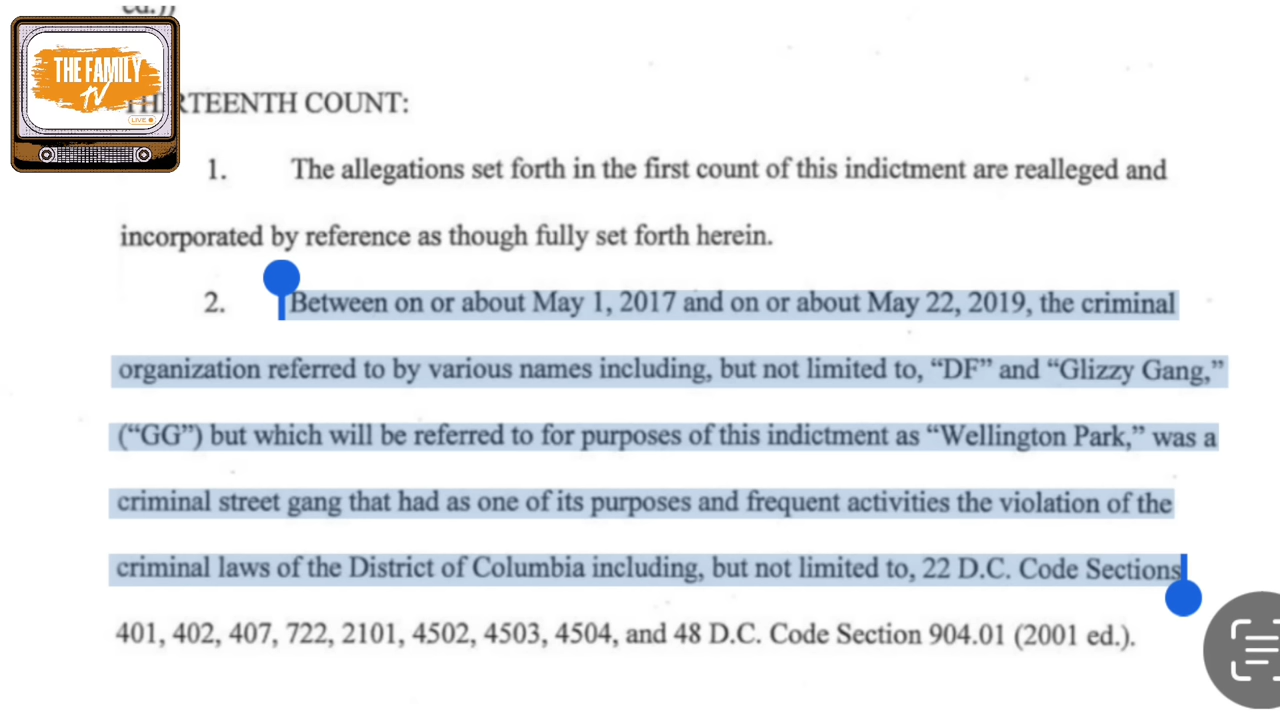 THE FAMILY
TV
LIVE
THIRTEENTH COUNT:
1. The allegations set forth in the first count of this indictment are realleged and
incorporated by reference as though fully set forth herein.
2. Between on or about May 1, 2017 and on or about May 22, 2019, the criminal
organization referred to by various names including, but not limited to, “DF” and “Glizzy Gang,”
(“GG”) but which will be referred to for purposes of this indictment as “Wellington Park,” was a
criminal street gang that had as one of its purposes and frequent activities the violation of the
criminal laws of the District of Columbia including, but not limited to, 22 D.C. Code Sections
401, 402, 407, 722, 2101, 4502, 4503, 4504, and 48 D.C. Code Section 904.01 (2001 ed.).